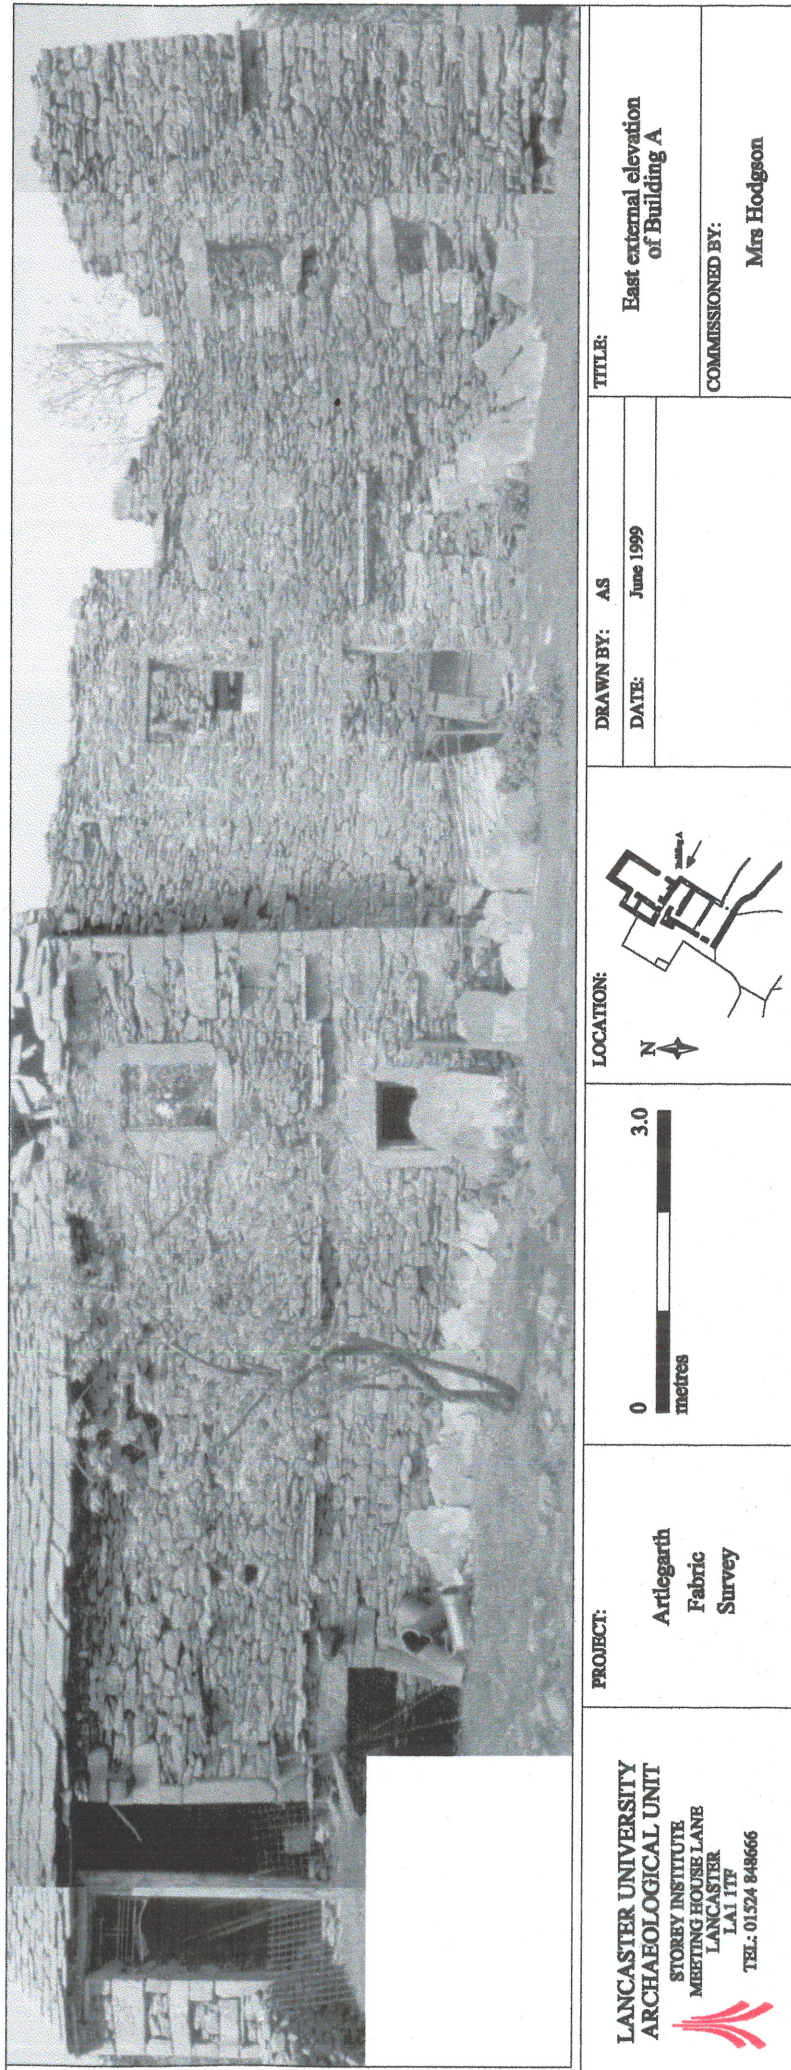 LANCASTER UNIVERSITY
ARCHAEOLOGICAL UNIT
STOREY INSTITUTE
MEETING HOUSE LANE
LANCASTER
LA1 1TF
TEL: 01524 848666
PROJECT:
Artlegarth
Fabric
Survey
0
3.0
metres
LOCATION:
N
Building A
DRAWN BY: AS
DATE: June 1999
TITLE:
East external elevation
of Building A
COMMISSIONED BY:
Mrs Hodgson